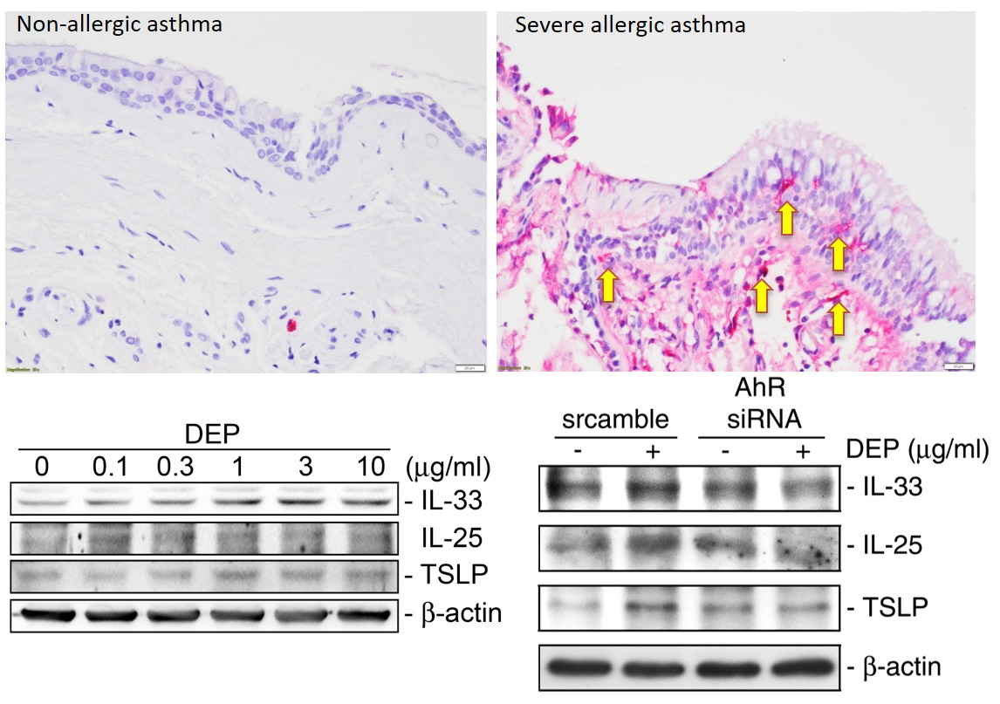 Non-allergic asthma
Severe allergic asthma
DEP
0 0.1 0.3 1 3 10 (μg/ml)
- IL-33
IL-25
- TSLP
- β-actin
AhR
srcamble siRNA
- + - + DEP (μg/ml)
- IL-33
- IL-25
- TSLP
- β-actin